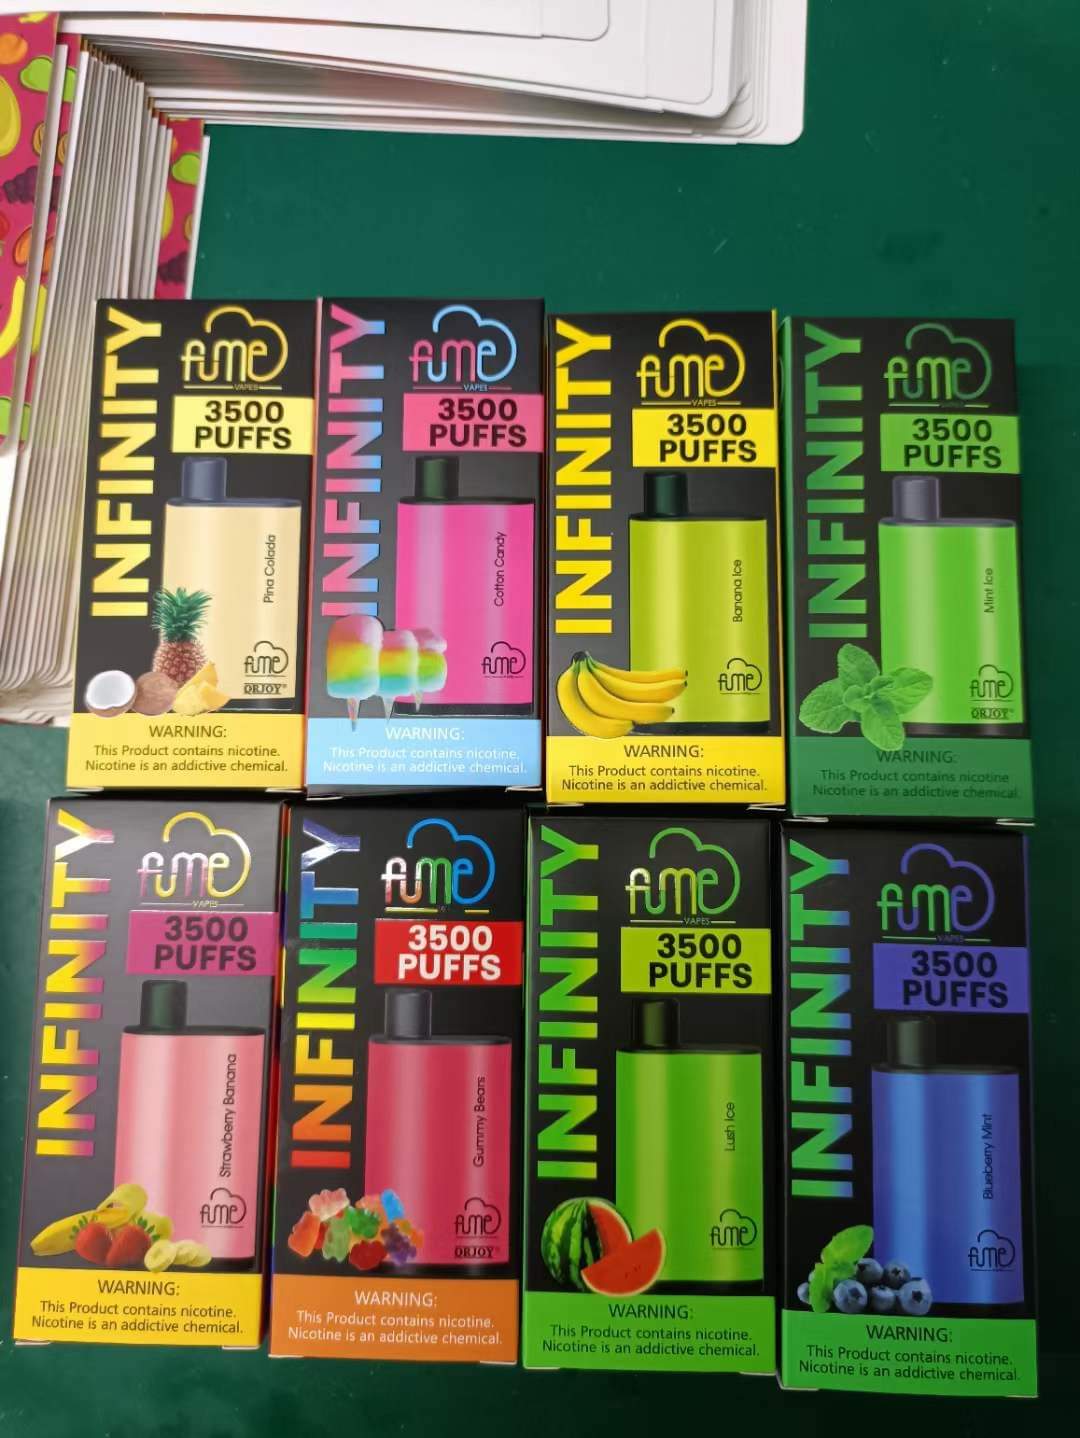 INFINITY
fume
VAPES
3500
PUFFS
Pina Colada
fume
QRJOY®
WARNING:
This Product contains nicotine.
Nicotine is an addictive chemical.
INFINITY
fume
VAPES
3500
PUFFS
Cotton Candy
fume
WARNING:
This Product contains nicotine.
Nicotine is an addictive chemical.
INFINITY
fume
VAPES
3500
PUFFS
Banana Ice
fume
WARNING:
This Product contains nicotine.
Nicotine is an addictive chemical.
INFINITY
fume
3500
PUFFS
Mint Ice
fume
QRJOY®
WARNING:
This Product contains nicotine
Nicotine is an addictive chemical
INFINITY
fume
VAPES
3500
PUFFS
Strawberry Banana
fume
WARNING:
This Product contains nicotine.
Nicotine is an addictive chemical.
INFINITY
fume
3500
PUFFS
Gummy Bears
fume
QRJOY®
WARNING:
This Product contains nicotine.
Nicotine is an addictive chemical.
INFINITY
fume
VAPES
3500
PUFFS
Lush Ice
fume
WARNING:
This Product contains nicotine.
Nicotine is an addictive chemical.
INFINITY
fume
VAPES
3500
PUFFS
Blueberry Mint
fume
WARNING:
This Product contains nicotine.
Nicotine is an addictive chemical.